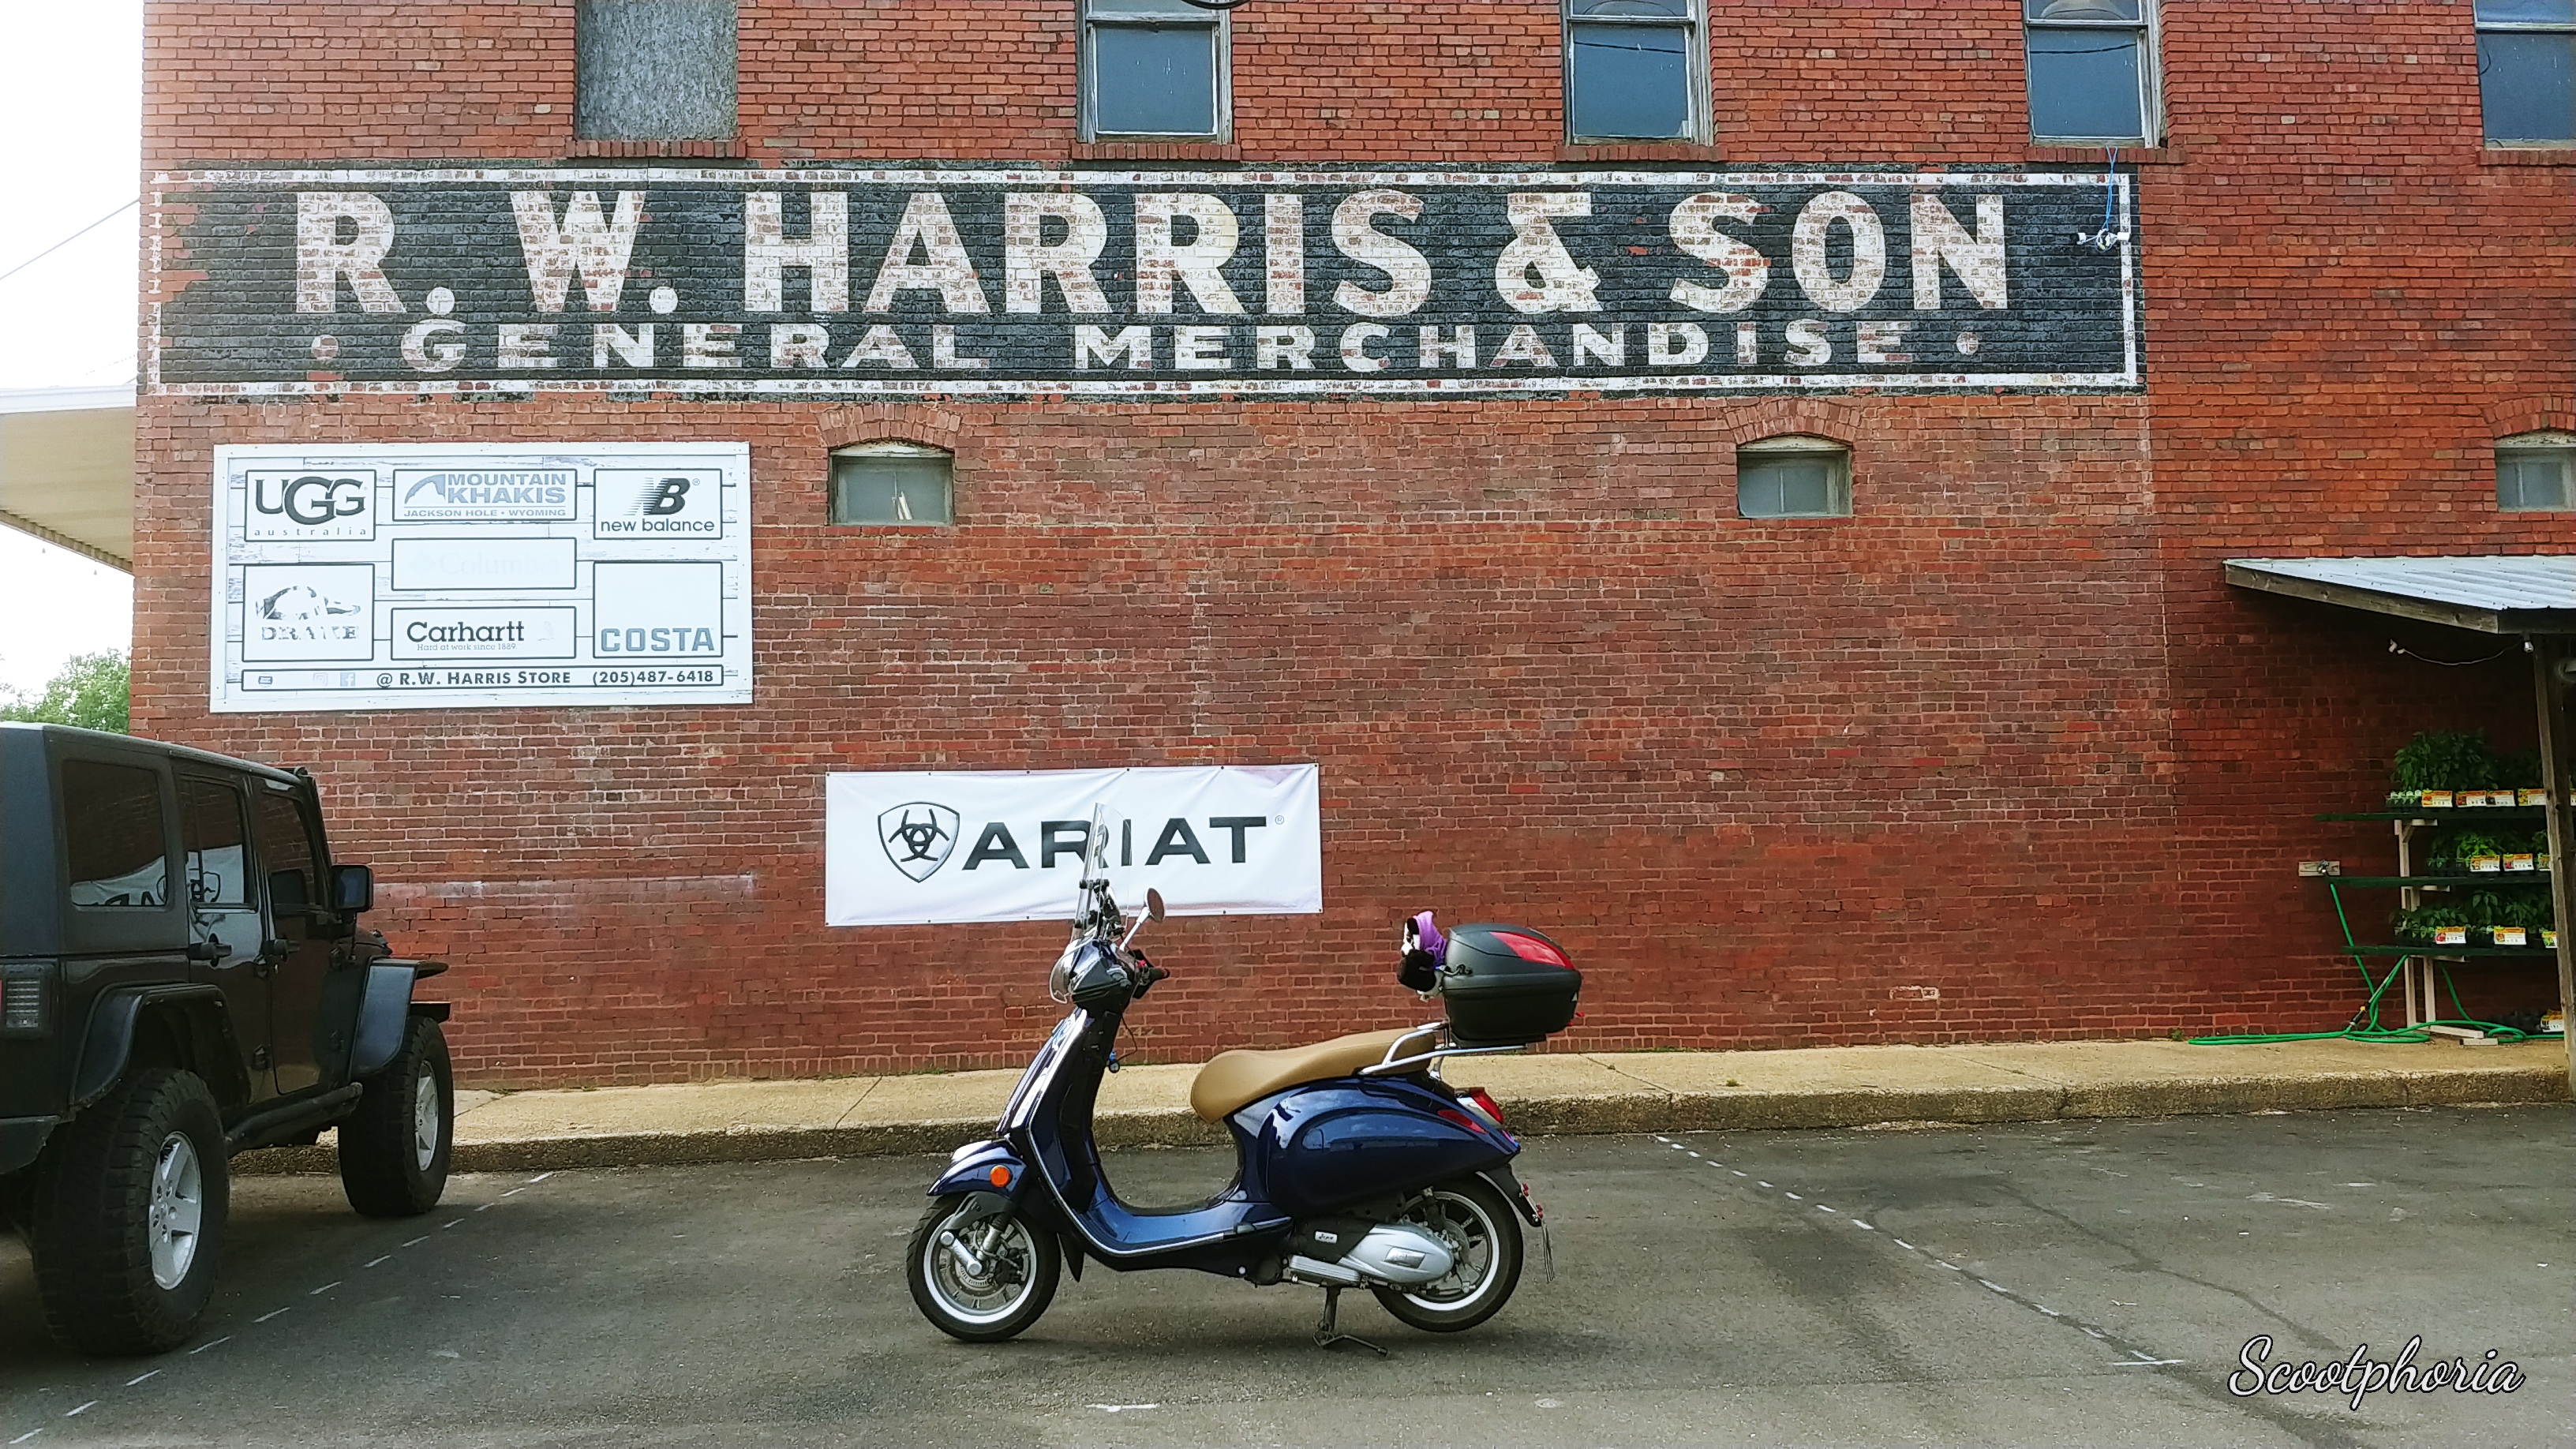 R. W. HARRIS & SON
· GENERAL MERCHANDISE ·
UGG
australia
MOUNTAIN
KHAKIS
JACKSON HOLE • WYOMING
B®
new balance
Columbia
DRAKE
Carhartt
Hard at work since 1889
COSTA
@ R.W. HARRIS STORE (205)487-6418
ARIAT®
Scootphoria